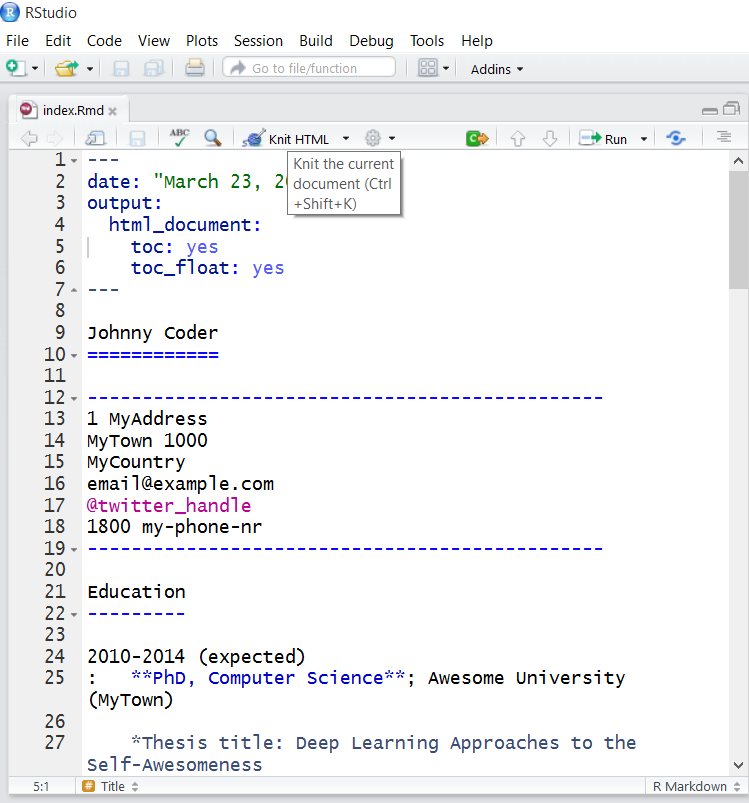 RStudio
File Edit Code View Plots Session Build Debug Tools Help
Go to file/function Addins
index.Rmd
ABC Knit HTML Run
Knit the current
document (Ctrl
+Shift+K)
1 ---
2 date: "March 23, 2
3 output:
4 html_document:
5 toc: yes
6 toc_float: yes
7 ---
8
9 Johnny Coder
10 ============
11
12 -----------------------------------------------
13 1 MyAddress
14 MyTown 1000
15 MyCountry
16 email@example.com
17 @twitter_handle
18 1800 my-phone-nr
19 -----------------------------------------------
20
21 Education
22 ---------
23
24 2010-2014 (expected)
25 :   **PhD, Computer Science**; Awesome University
(MyTown)
26
27 *Thesis title: Deep Learning Approaches to the
Self-Awesomeness
5:1 # Title R Markdown